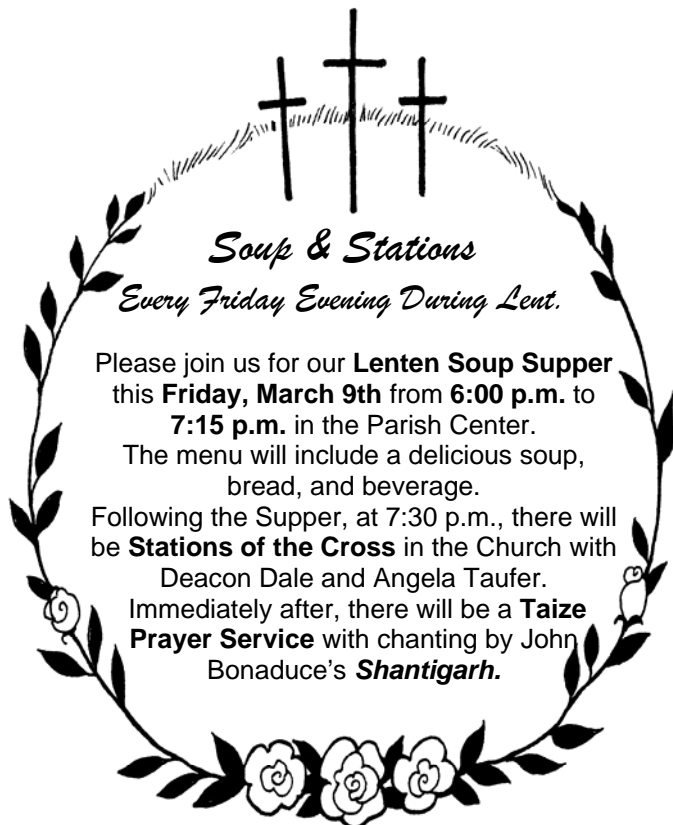 Soup & Stations
Every Friday Evening During Lent.
Please join us for our Lenten Soup Supper
this Friday, March 9th from 6:00 p.m. to
7:15 p.m. in the Parish Center.
The menu will include a delicious soup,
bread, and beverage.
Following the Supper, at 7:30 p.m., there will
be Stations of the Cross in the Church with
Deacon Dale and Angela Taufer.
Immediately after, there will be a Taize
Prayer Service with chanting by John
Bonaduce's Shantigarh.